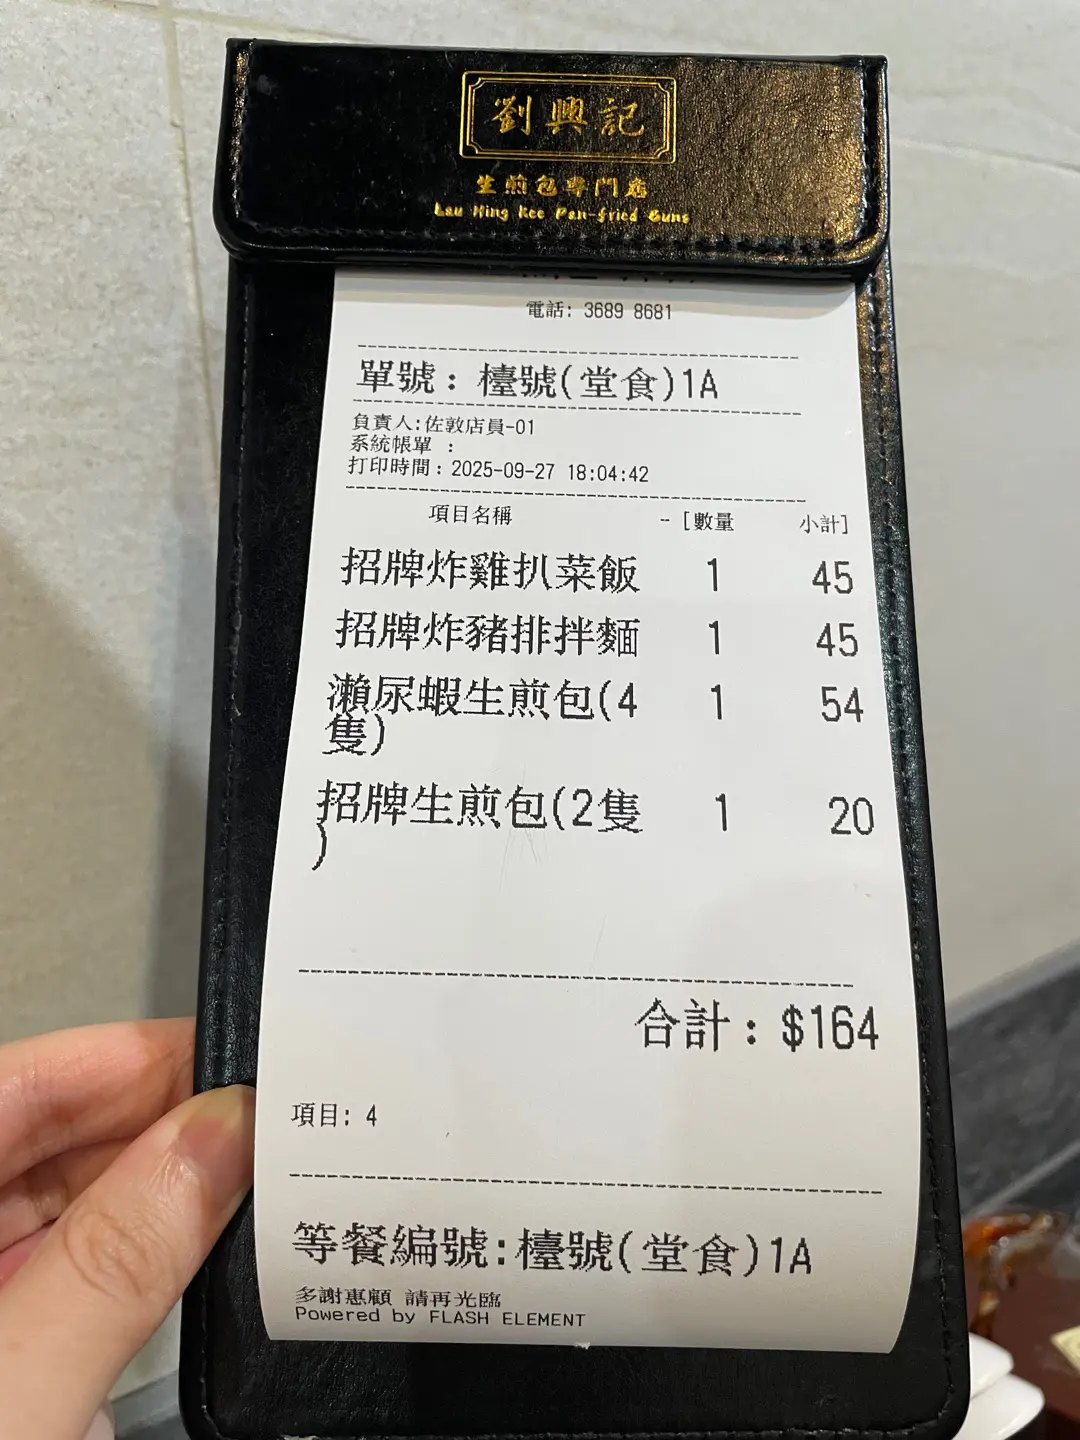 劉興記
生煎包專門店
Lau Hing Kee Pan-fried Buns
電話: 3689 8681
單號: 檯號(堂食)1A
負責人:佐敦店員-01
系統帳單 :
打印時間: 2025-09-27 18:04:42
項目名稱 - [數量 小計]
招牌炸雞扒菜飯 1 45
招牌炸豬排拌麵 1 45
瀨尿蝦生煎包(4 1 54
隻)
招牌生煎包(2隻 1 20
)
合計: $164
項目: 4
等餐編號:檯號(堂食)1A
多謝惠顧 請再光臨
Powered by FLASH ELEMENT